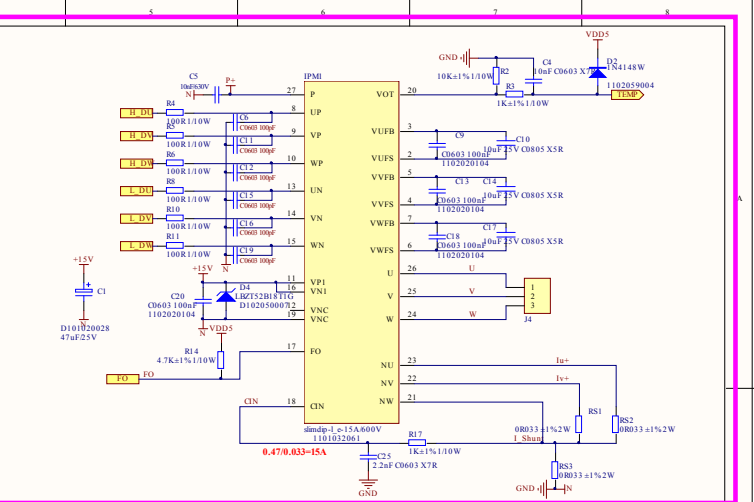 5 6 7 8
A
VDD5
GND
R2
10K±1%1/10W
C4
10nF C0603 X7R
D2
1N4148W
1102059004
TEMP
R3
1K±1%1/10W
C5
10nF630V
P+
N
IPM1
27 P VOT 20
H_DU R4 100R1/10W 8 UP
C6 C0603 100pF
H_DV R5 100R1/10W 9 VP
C11 C0603 100pF
H_DW R6 100R1/10W 10 WP
C12 C0603 100pF
L_DU R8 100R1/10W 13 UN
C15 C0603 100pF
L_DV R10 100R1/10W 14 VN
C16 C0603 100pF
L_DW R11 100R1/10W 15 WN
C19 C0603 100pF
N
VUFB 3
VUFS 2
C9
C0603 100nF
1102020104
C10
10uF 25V C0805 X5R
VVFB 5
VVFS 4
C13
C0603 100nF
1102020104
C14
10uF 25V C0805 X5R
VWFB 7
VWFS 6
C18
C0603 100nF
1102020104
C17
10uF 25V C0805 X5R
U 26 U
V 25 V
W 24 W
1
2
3
J4
+15V
C1
D101020028
47uF/25V
+15V
C20
C0603 100nF
1102020104
D4
LBZT52B18T1G
D102050007
N
11 VP1
16 VN1
12 VNC
19 VNC
VDD5
R14
4.7K±1%1/10W
FO FO
17 FO
CIN 18 CIN
NU 23 Iu+
NV 22 Iv+
NW 21
slimdip-l_e-15A/600V
1101032061
0.47/0.033=15A
R17
1K±1%1/10W
I_Shunt
C25
2.2nF C0603 X7R
GND
RS1
0R033 ±1%2W
RS2
0R033 ±1%2W
RS3
0R033 ±1%2W
GND N